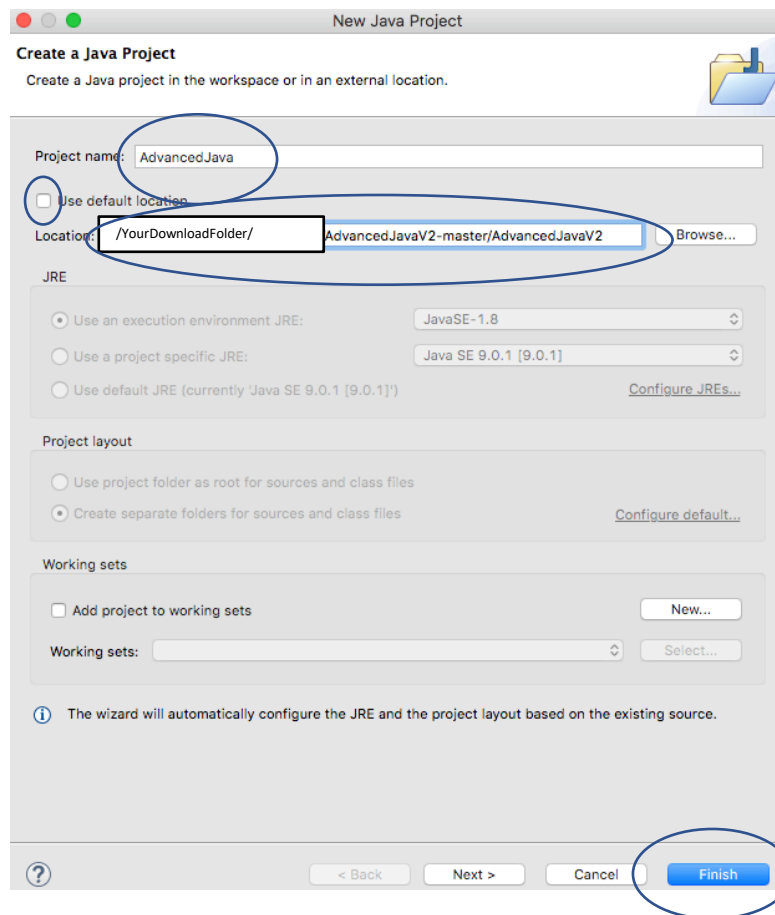 New Java Project
Create a Java Project
Create a Java project in the workspace or in an external location.
Project name: AdvancedJava
Use default location
Location: /YourDownloadFolder/ AdvancedJavaV2-master/AdvancedJavaV2 Browse...
JRE
Use an execution environment JRE: JavaSE-1.8
Use a project specific JRE: Java SE 9.0.1 [9.0.1]
Use default JRE (currently 'Java SE 9.0.1 [9.0.1]') Configure JREs...
Project layout
Use project folder as root for sources and class files
Create separate folders for sources and class files Configure default...
Working sets
Add project to working sets New...
Working sets: Select...
The wizard will automatically configure the JRE and the project layout based on the existing source.
? < Back Next > Cancel Finish